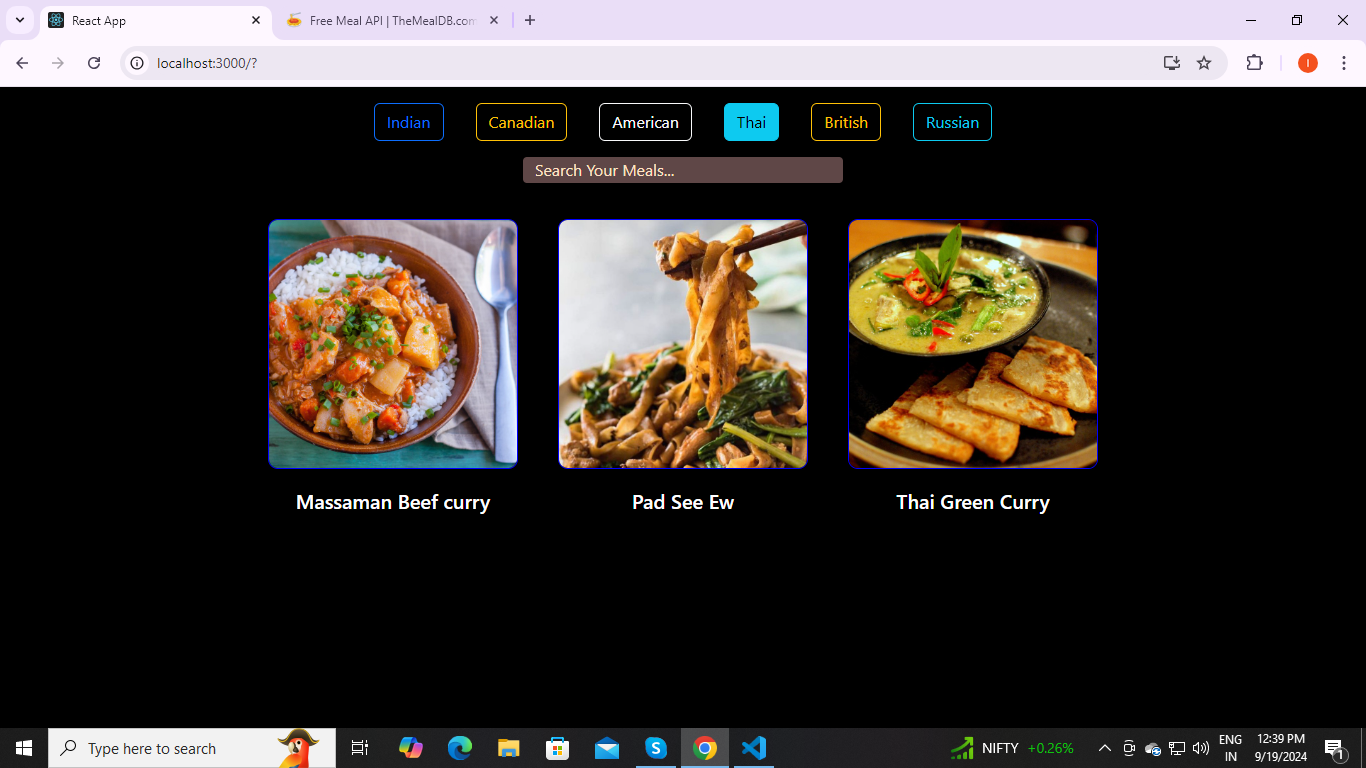 React App
Free Meal API | TheMealDB.com
localhost:3000/?
I
Indian
Canadian
American
Thai
British
Russian
Search Your Meals...
Massaman Beef curry
Pad See Ew
Thai Green Curry
Type here to search
NIFTY +0.26%
ENG
IN
12:39 PM
9/19/2024
1